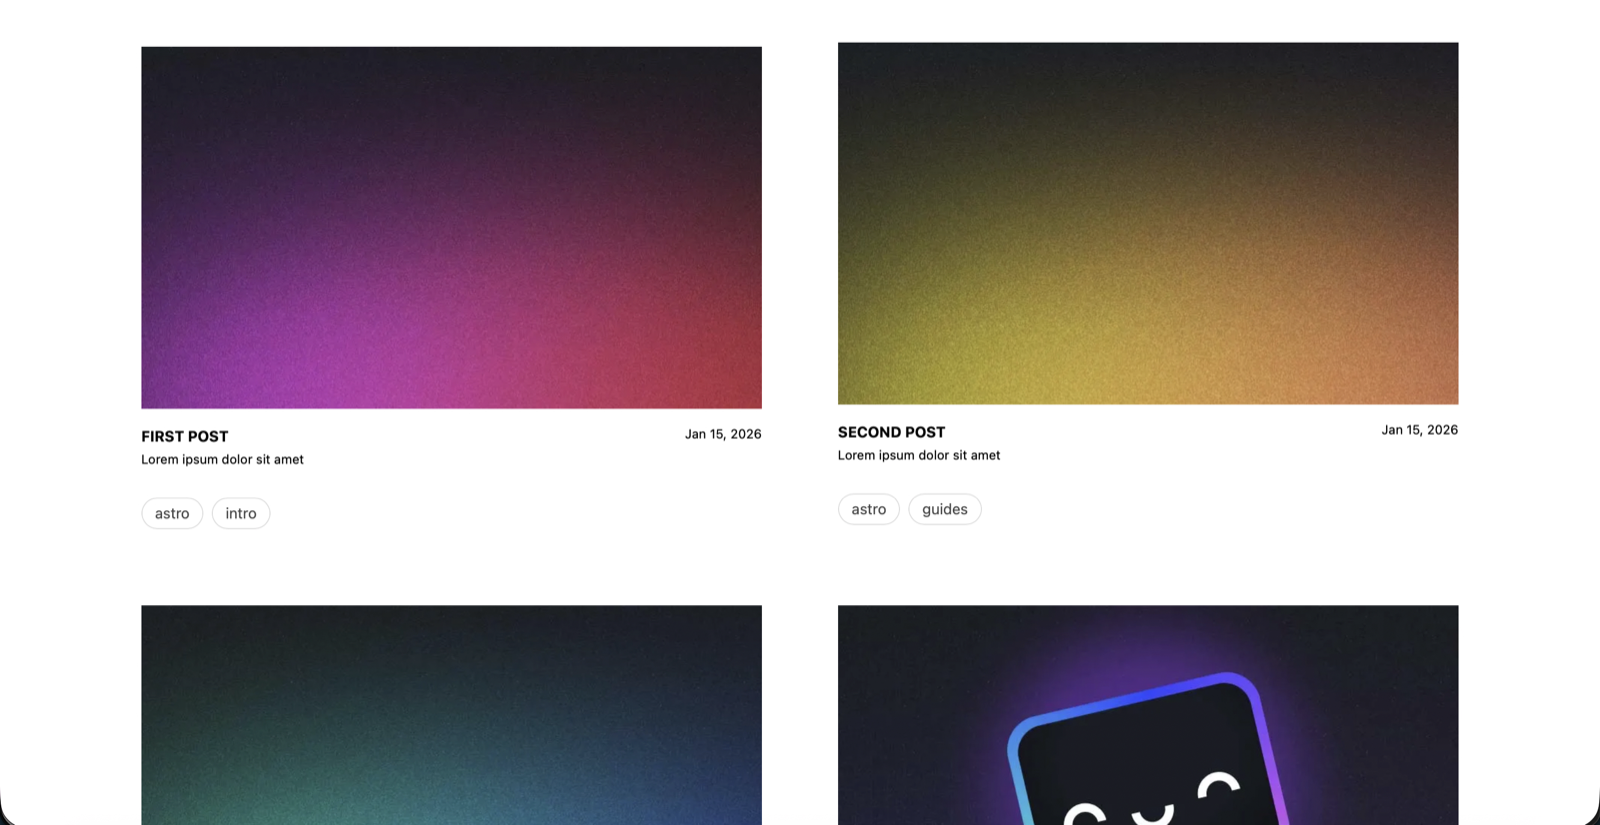 FIRST POST
Jan 15, 2026
Lorem ipsum dolor sit amet
astro
intro
SECOND POST
Jan 15, 2026
Lorem ipsum dolor sit amet
astro
guides